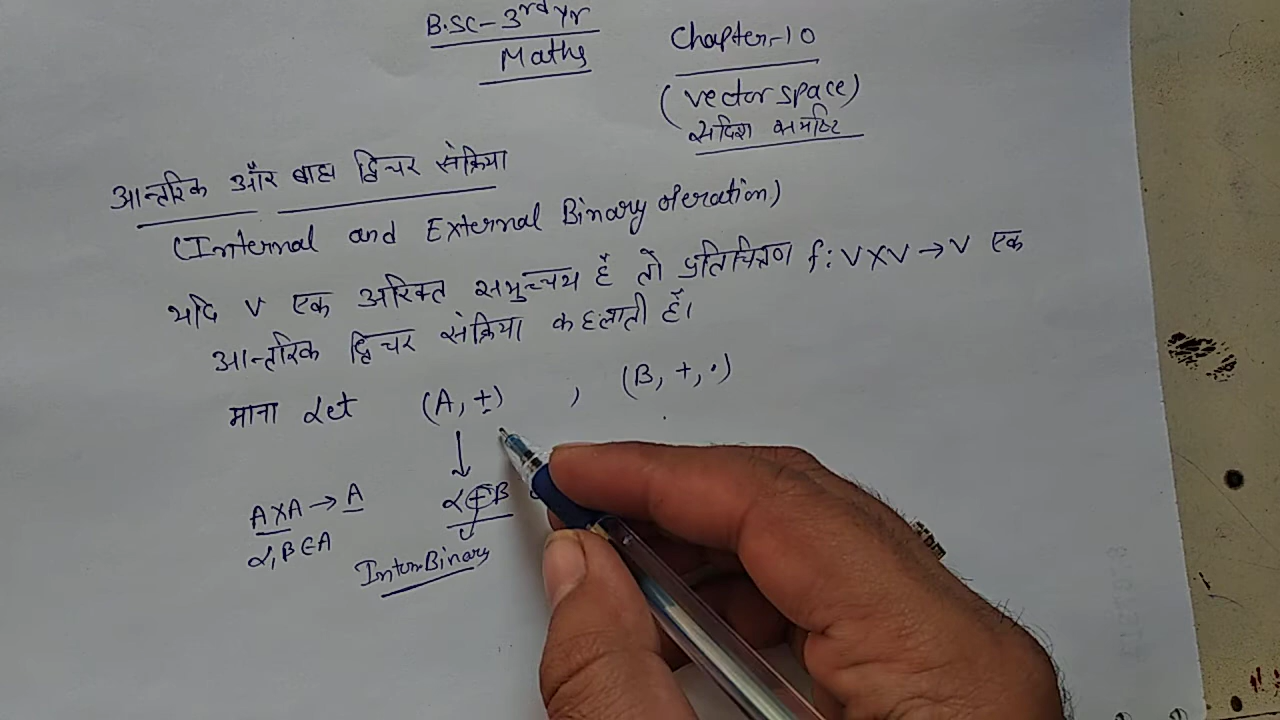 B.SC - 3rd Yr
Maths
Chapter-10
(Vector space)
सदिश समष्टि
आन्तरिक और बाह्य द्विचर संक्रिया
(Internal and External Binary operation)
यदि V एक अरिक्त समुच्चय है तो प्रतिचित्रण f: V×V→V एक
आन्तरिक द्विचर संक्रिया कहलाती है।
माना Let (A, +) , (B, +, ·)
A×A → A
α, β ∈ A
α+β
Intern Binary